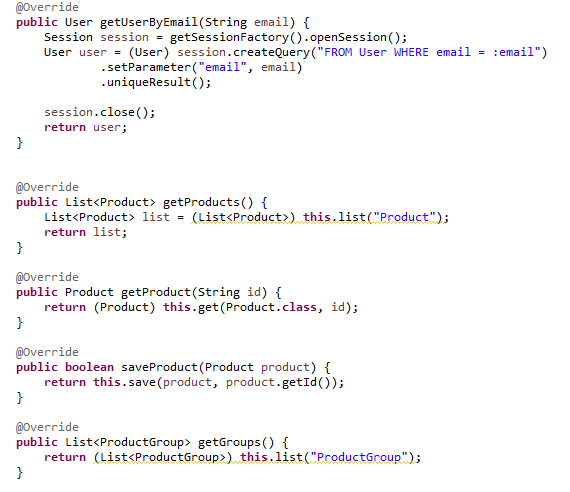 @Override
public User getUserByEmail(String email) {
    Session session = getSessionFactory().openSession();
    User user = (User) session.createQuery("FROM User WHERE email = :email")
            .setParameter("email", email)
            .uniqueResult();

    session.close();
    return user;
}


@Override
public List<Product> getProducts() {
    List<Product> list = (List<Product>) this.list("Product");
    return list;
}

@Override
public Product getProduct(String id) {
    return (Product) this.get(Product.class, id);
}

@Override
public boolean saveProduct(Product product) {
    return this.save(product, product.getId());
}

@Override
public List<ProductGroup> getGroups() {
    return (List<ProductGroup>) this.list("ProductGroup");
}